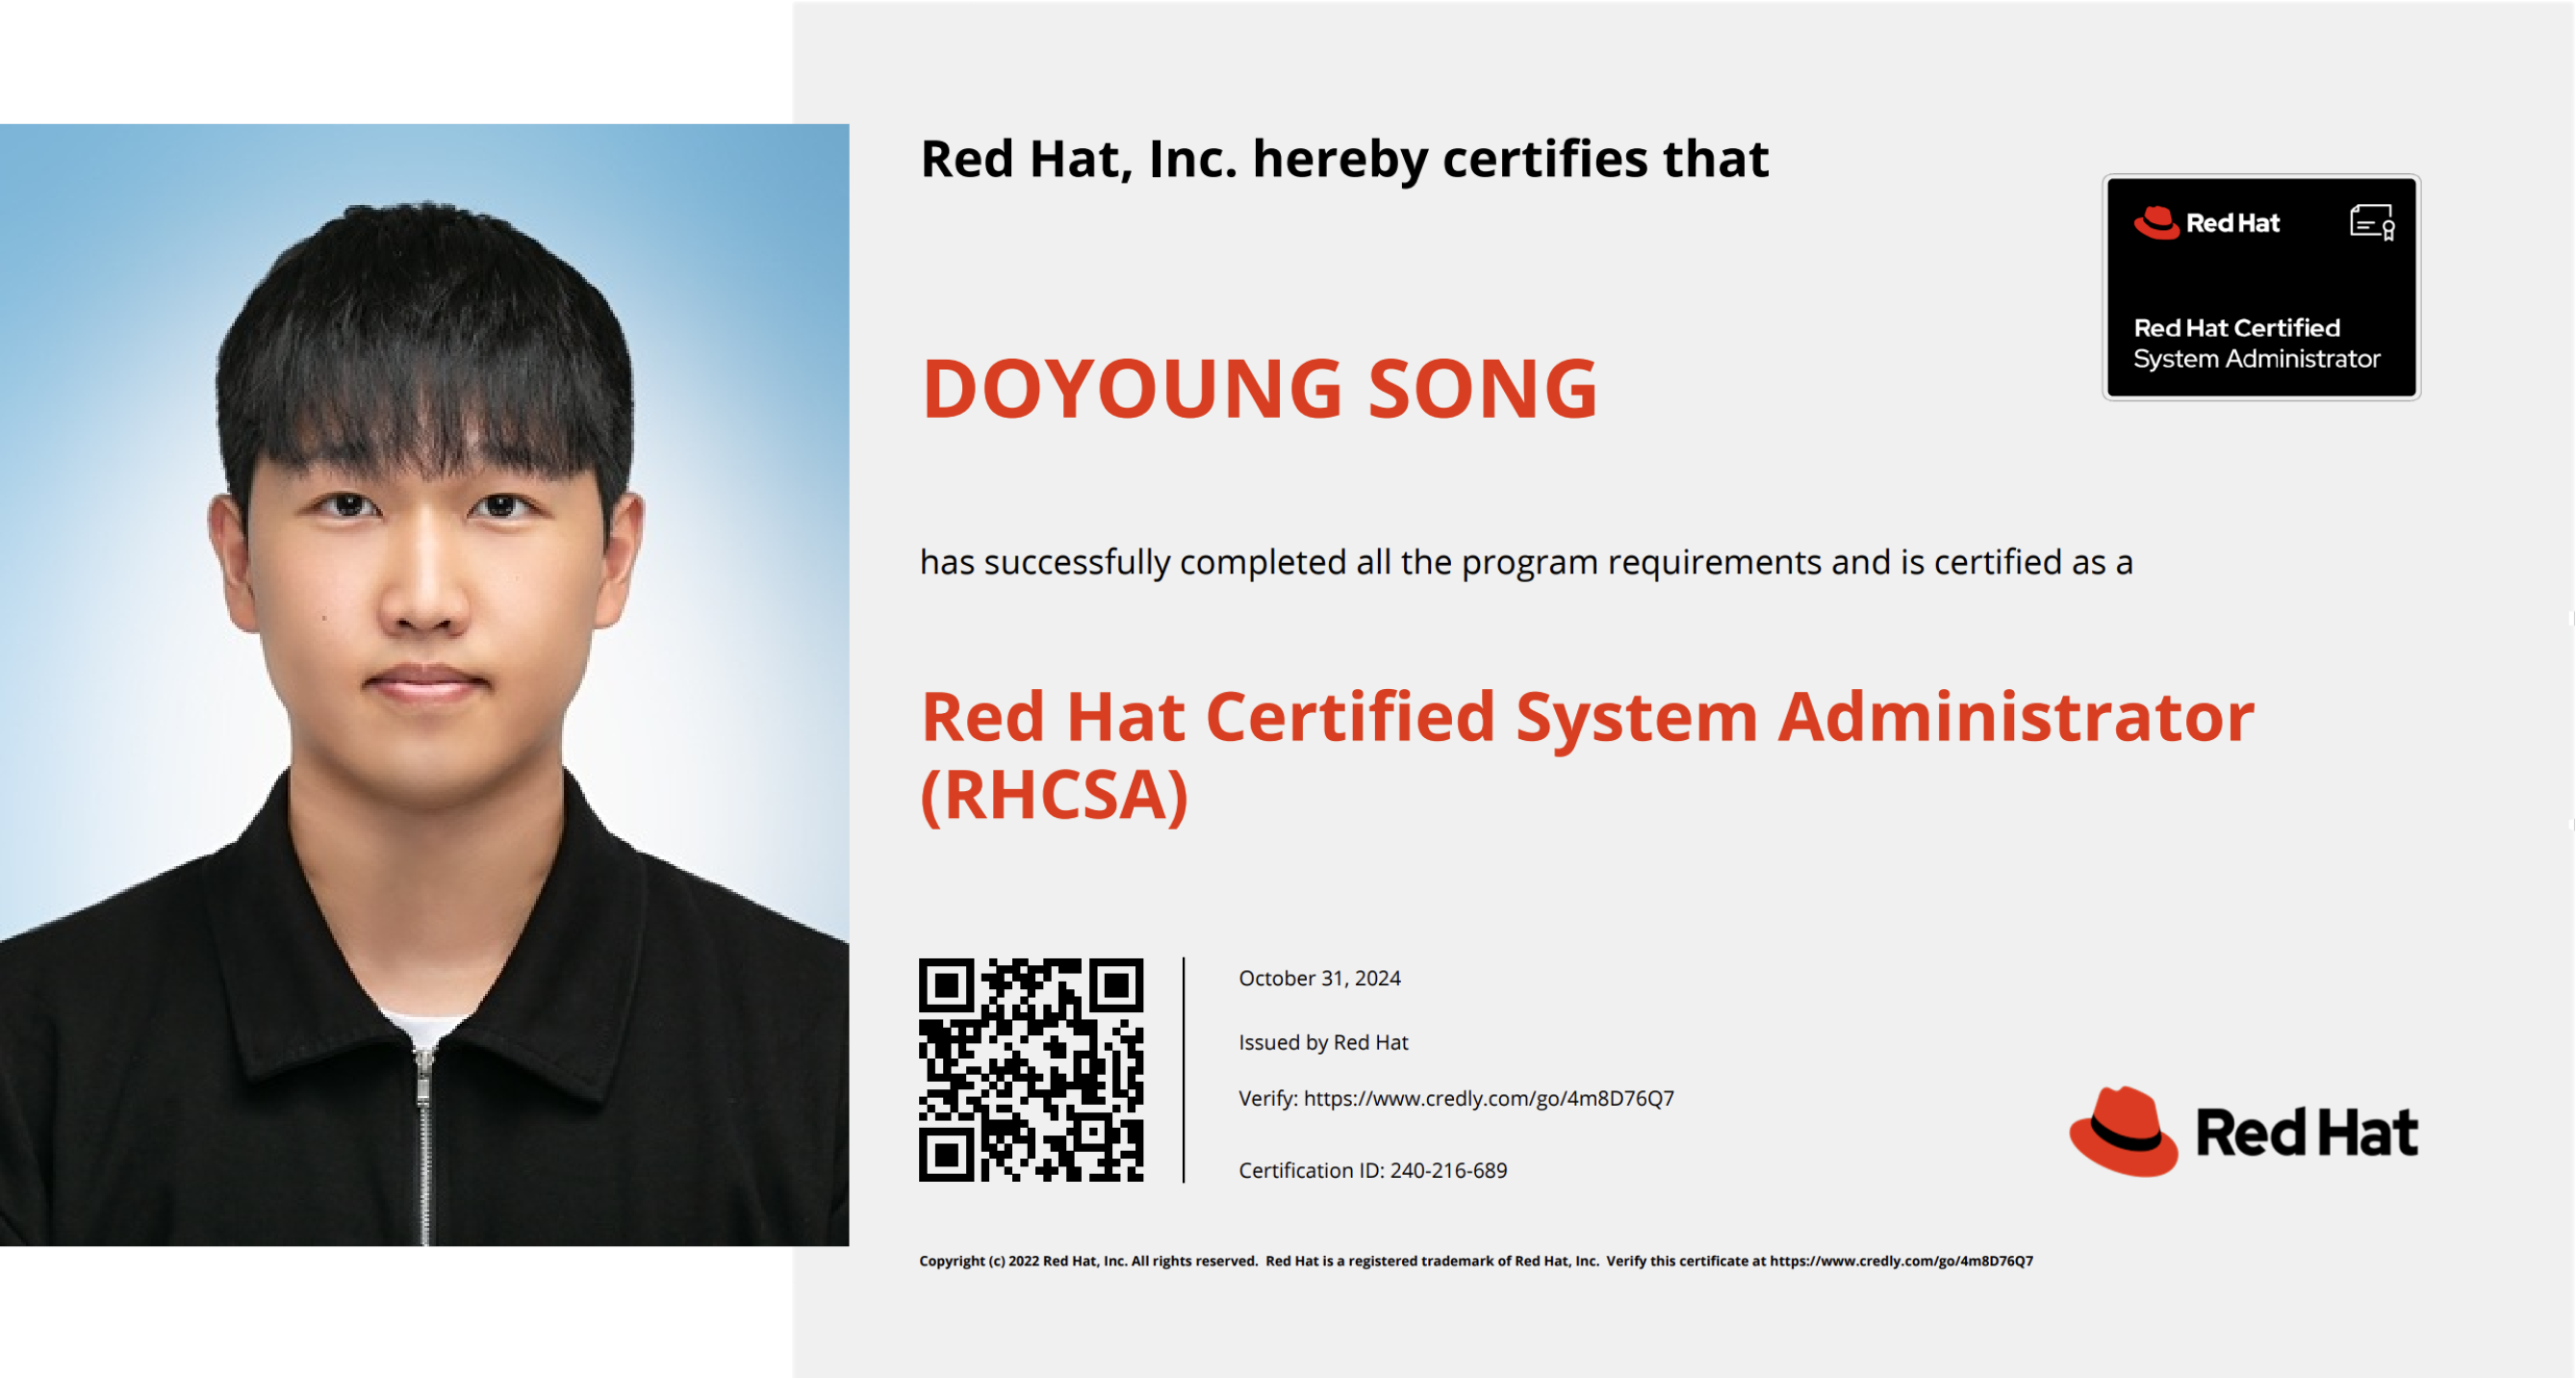 Red Hat, Inc. hereby certifies that
Red Hat
Red Hat Certified
System Administrator
DOYOUNG SONG
has successfully completed all the program requirements and is certified as a
Red Hat Certified System Administrator
(RHCSA)
October 31, 2024
Issued by Red Hat
Verify: https://www.credly.com/go/4m8D76Q7
Certification ID: 240-216-689
Red Hat
Copyright (c) 2022 Red Hat, Inc. All rights reserved.  Red Hat is a registered trademark of Red Hat, Inc.  Verify this certificate at https://www.credly.com/go/4m8D76Q7